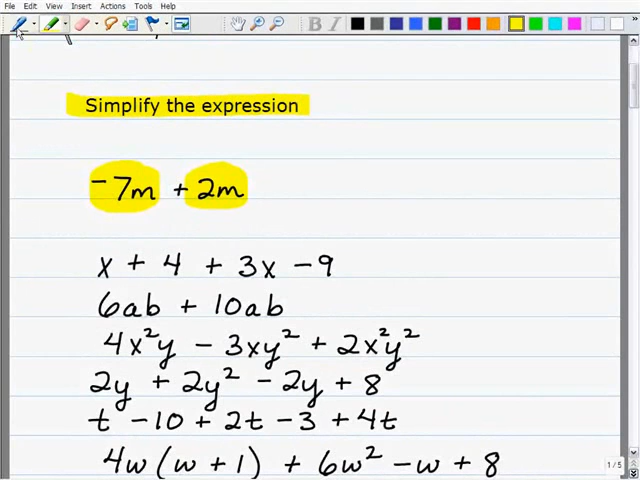 File Edit View Insert Actions Tools Help
B I U
Simplify the expression
-7m + 2m
x + 4 + 3x - 9
6ab + 10ab
4x²y - 3xy² + 2x²y²
2y + 2y² - 2y + 8
t - 10 + 2t - 3 + 4t
4w (w + 1) + 6w² - w + 8
1/5